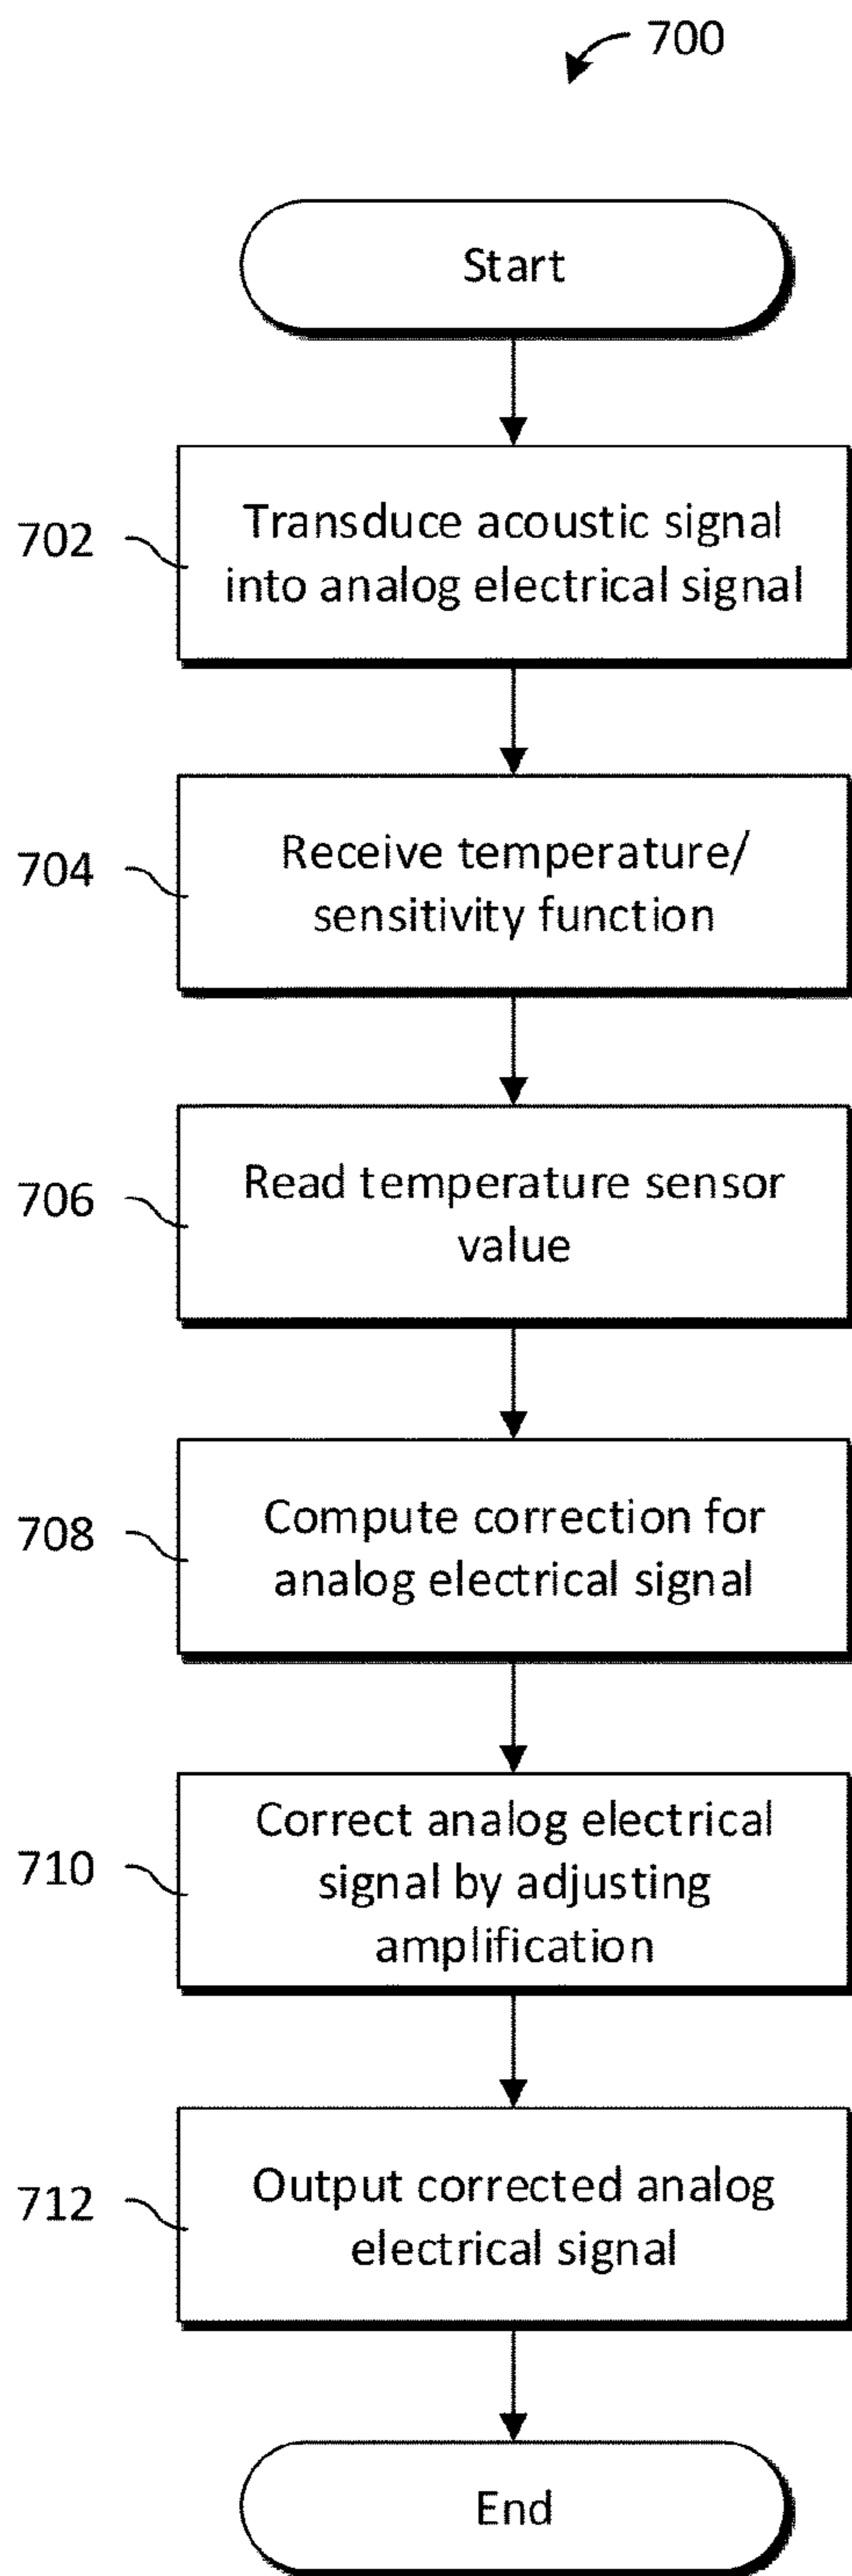 700
Start
702
Transduce acoustic signal
into analog electrical signal
704
Receive temperature/
sensitivity function
706
Read temperature sensor
value
708
Compute correction for
analog electrical signal
710
Correct analog electrical
signal by adjusting
amplification
712
Output corrected analog
electrical signal
End